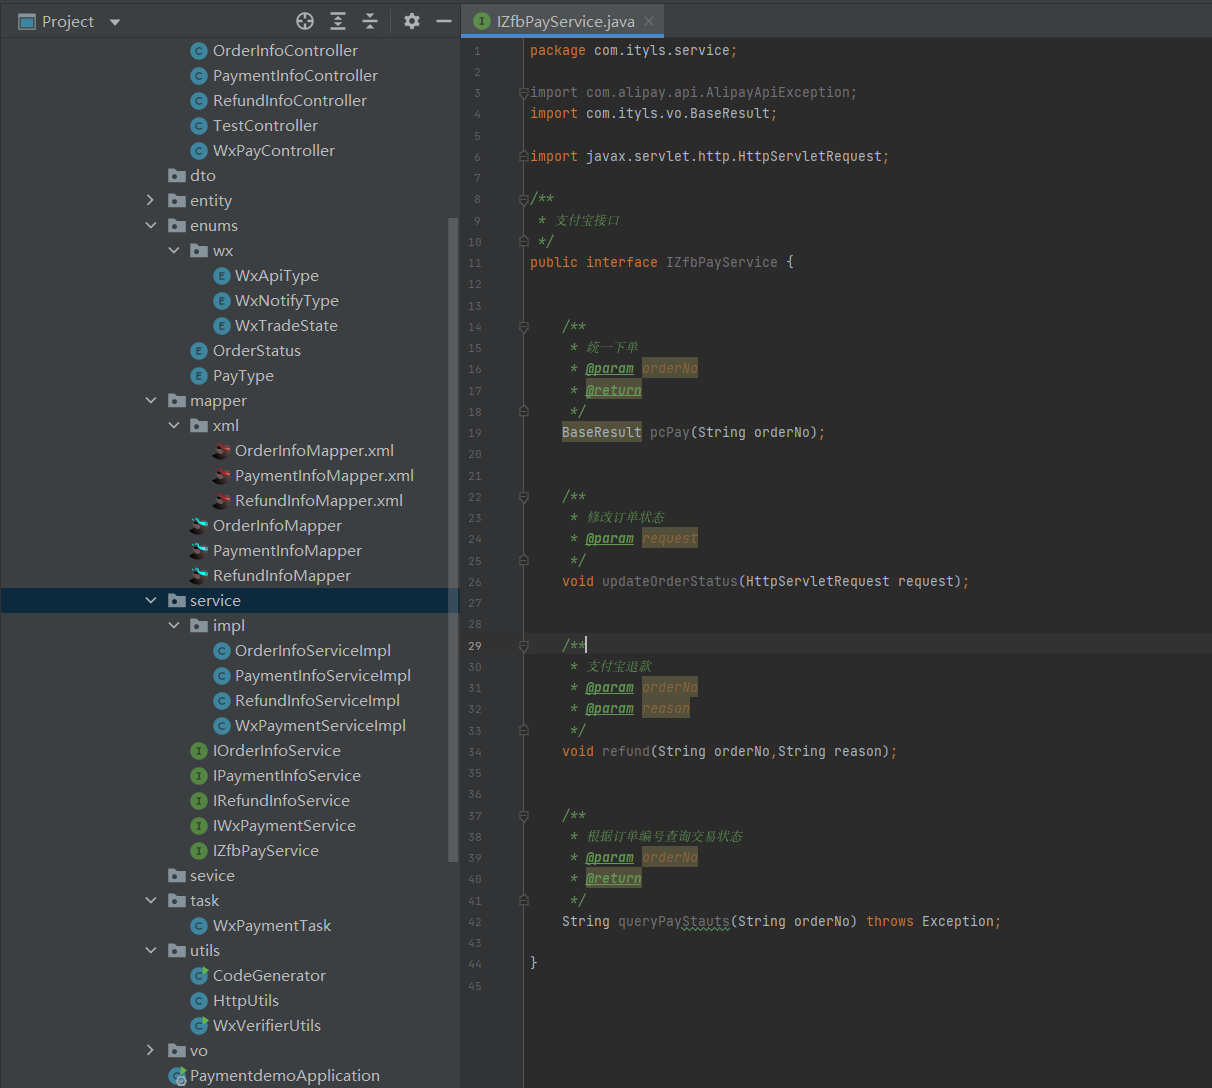 Project
OrderInfoController
PaymentInfoController
RefundInfoController
TestController
WxPayController
dto
entity
enums
wx
WxApiType
WxNotifyType
WxTradeState
OrderStatus
PayType
mapper
xml
OrderInfoMapper.xml
PaymentInfoMapper.xml
RefundInfoMapper.xml
OrderInfoMapper
PaymentInfoMapper
RefundInfoMapper
service
impl
OrderInfoServiceImpl
PaymentInfoServiceImpl
RefundInfoServiceImpl
WxPaymentServiceImpl
IOrderInfoService
IPaymentInfoService
IRefundInfoService
IWxPaymentService
IZfbPayService
sevice
task
WxPaymentTask
utils
CodeGenerator
HttpUtils
WxVerifierUtils
vo
PaymentdemoApplication
IZfbPayService.java
1 package com.ityls.service;
2
3 import com.alipay.api.AlipayApiException;
4 import com.ityls.vo.BaseResult;
5
6 import javax.servlet.http.HttpServletRequest;
7
8 /**
9  * 支付宝接口
10  */
11 public interface IZfbPayService {
12
13
14     /**
15      * 统一下单
16      * @param orderNo
17      * @return
18      */
19     BaseResult pcPay(String orderNo);
20
21
22     /**
23      * 修改订单状态
24      * @param request
25      */
26     void updateOrderStatus(HttpServletRequest request);
27
28
29     /**
30      * 支付宝退款
31      * @param orderNo
32      * @param reason
33      */
34     void refund(String orderNo,String reason);
35
36
37     /**
38      * 根据订单编号查询交易状态
39      * @param orderNo
40      * @return
41      */
42     String queryPayStauts(String orderNo) throws Exception;
43
44 }
45